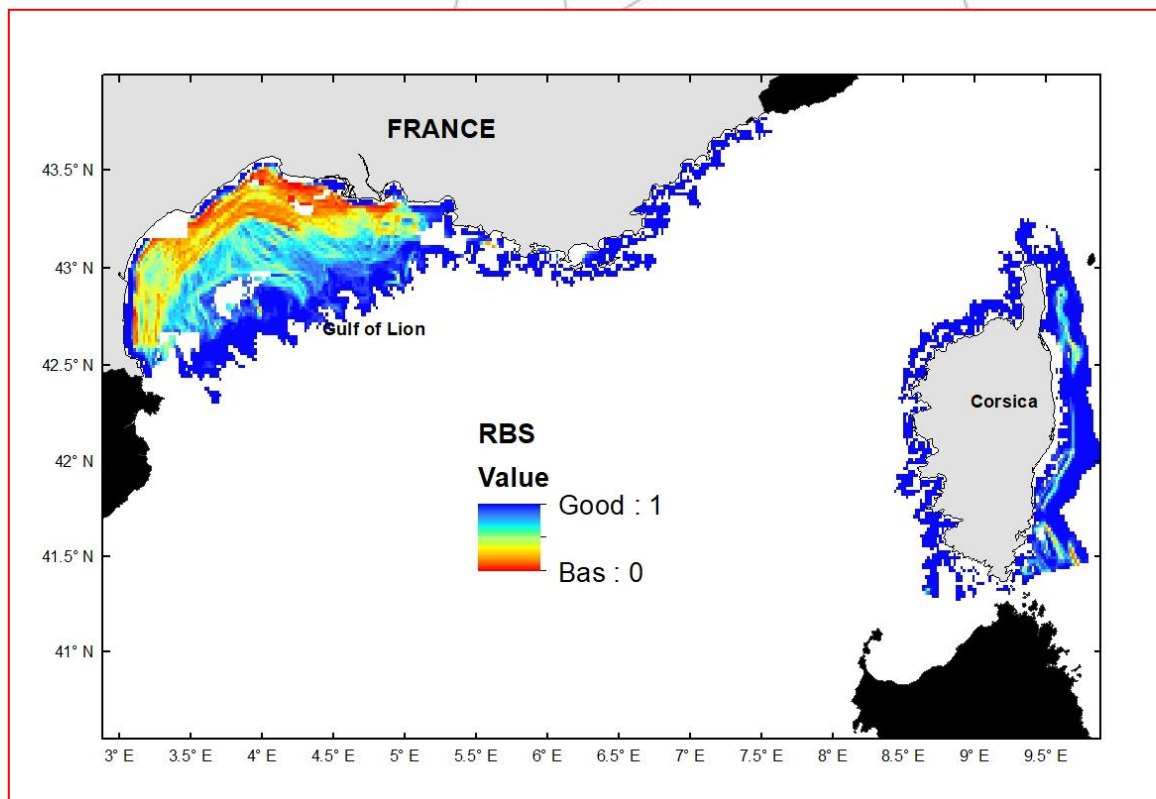 FRANCE
43.5° N
43° N
Gulf of Lion
42.5° N
Corsica
RBS
42° N
Value
Good : 1
41.5° N
Bas : 0
41° N
3° E 3.5° E 4° E 4.5° E 5° E 5.5° E 6° E 6.5° E 7° E 7.5° E 8° E 8.5° E 9° E 9.5° E